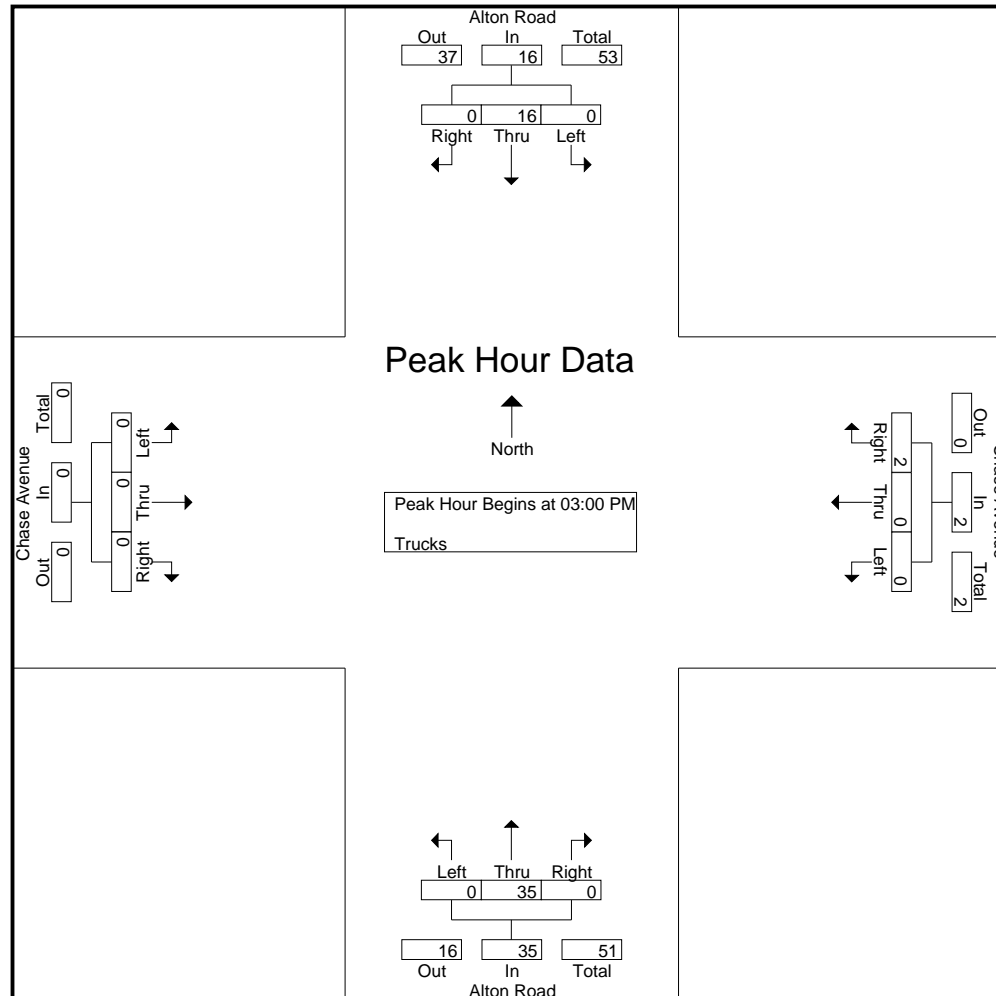 Alton Road
Out In Total
37 16 53
0 16 0
Right Thru Left
Peak Hour Data
North
Peak Hour Begins at 03:00 PM
Trucks
Chase Avenue
Out In Total
0 0 0
0 0 0
Right Thru Left
Out In Total
0 2 2
2 0 0
Right Thru Left
Left Thru Right
0 35 0
16 35 51
Out In Total
Alton Road